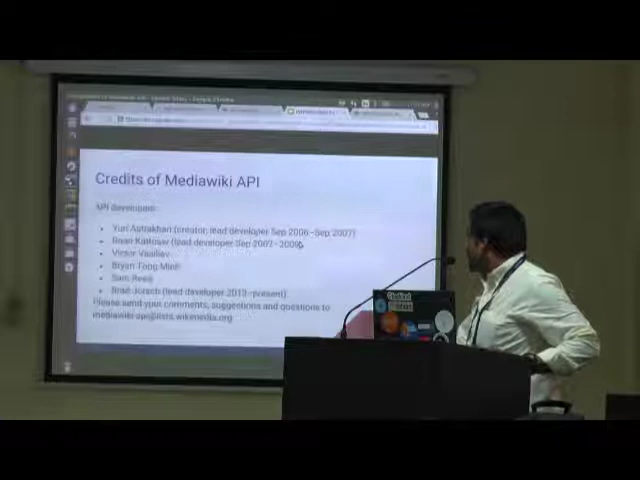 Credits of Mediawiki API
API developers:
Yuri Astrakhan (creator, lead developer Sep 2006–Sep 2007)
Roan Kattouw (lead developer Sep 2007–2009)
Victor Vasiliev
Bryan Tong Minh
Sam Reed
Brad Jorsch (lead developer 2013–present)
Please send your comments, suggestions and questions to
mediawiki-api@lists.wikimedia.org